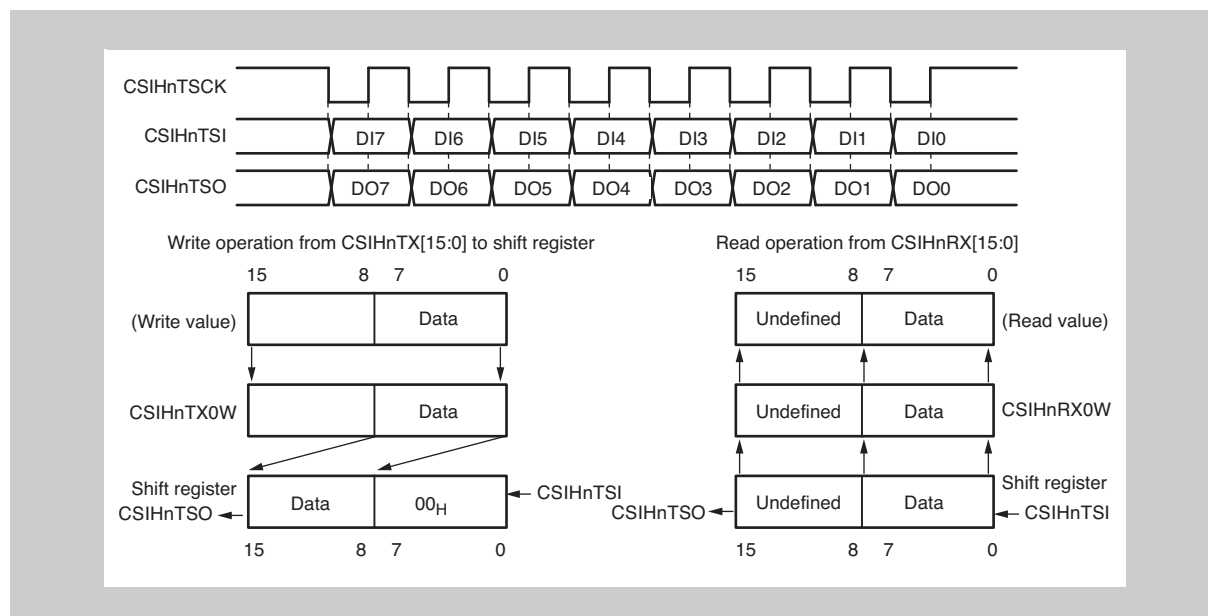 CSIHnTSCK
CSIHnTSI DI7 DI6 DI5 DI4 DI3 DI2 DI1 DI0
CSIHnTSO DO7 DO6 DO5 DO4 DO3 DO2 DO1 DO0
Write operation from CSIHnTX[15:0] to shift register
15 8 7 0
(Write value) Data
CSIHnTX0W Data
Shift register
CSIHnTSO Data 00H CSIHnTSI
15 8 7 0
Read operation from CSIHnRX[15:0]
15 8 7 0
Undefined Data (Read value)
Undefined Data CSIHnRX0W
Shift register
CSIHnTSO Undefined Data CSIHnTSI
15 8 7 0